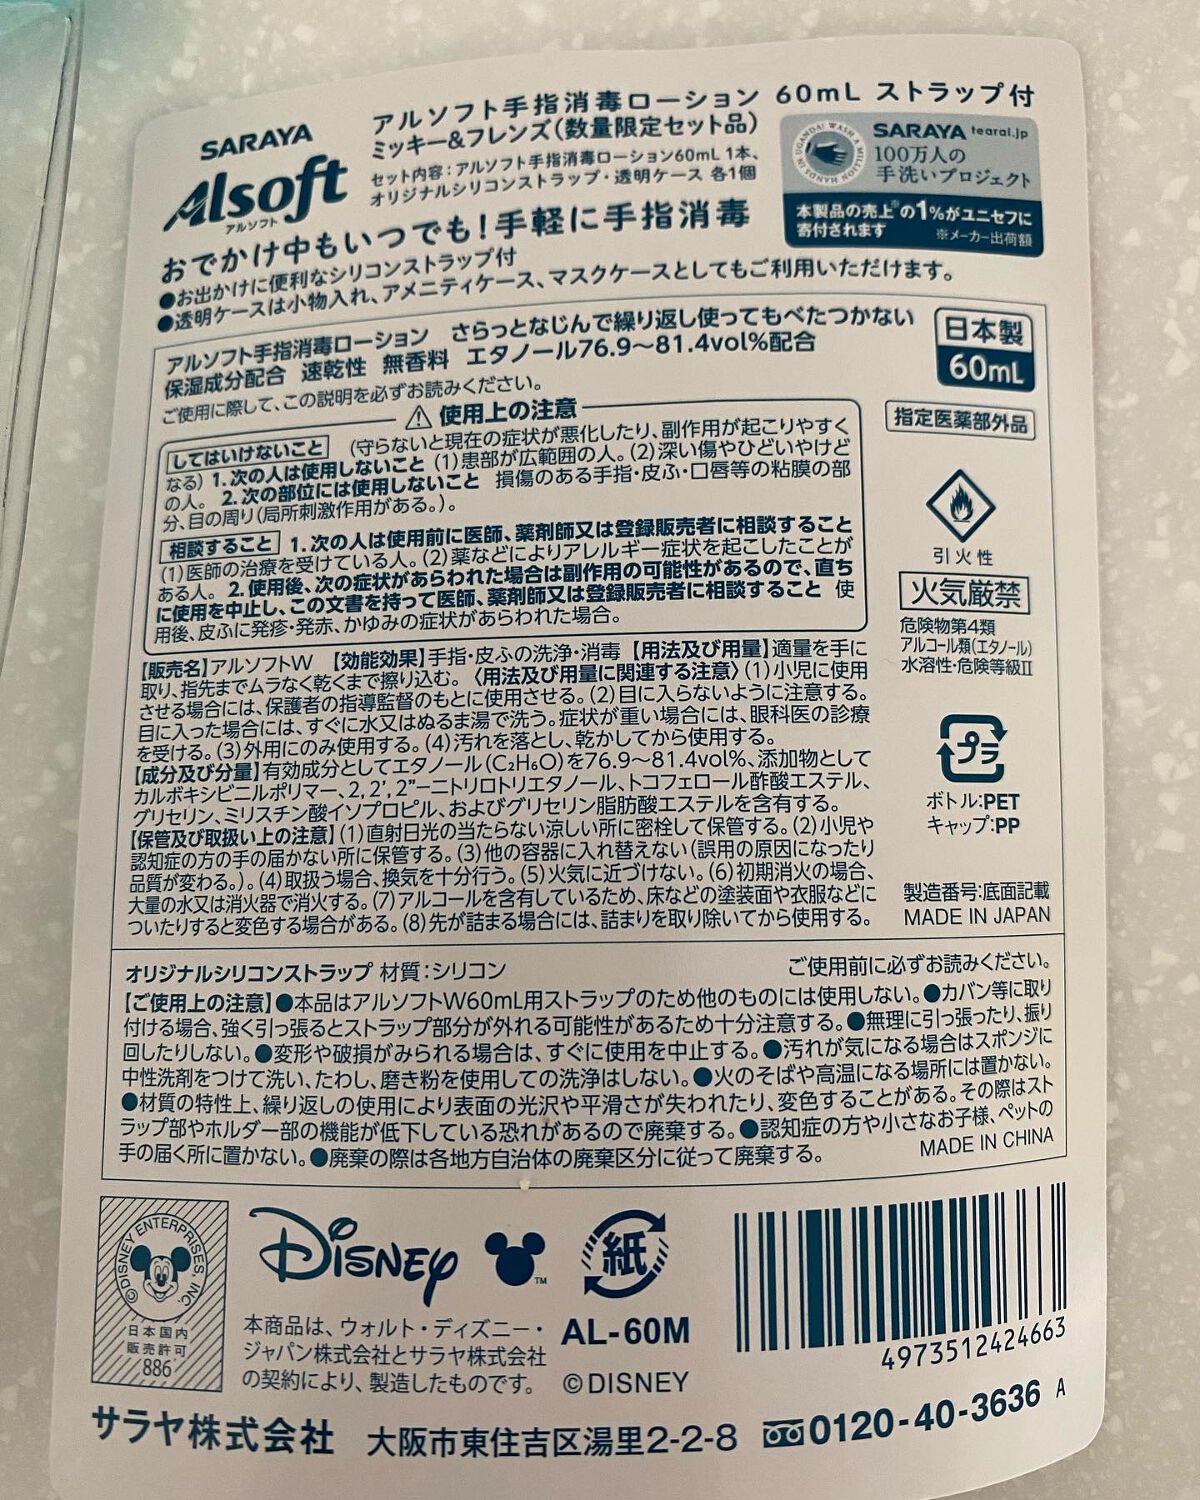 アルソフト手指消毒ローション 60mL ストラップ付
ミッキー&フレンズ(数量限定セット品)
セット内容:アルソフト手指消毒ローション60mL 1本、
オリジナルシリコンストラップ・透明ケース 各1個
SARAYA
Alsoft
アルソフト
UGANDA! WASH A MILLION HANDS IN
SARAYA tearai.jp
100万人の
手洗いプロジェクト
本製品の売上※の1%がユニセフに
寄付されます ※メーカー出荷額
おでかけ中もいつでも!手軽に手指消毒
●お出かけに便利なシリコンストラップ付
●透明ケースは小物入れ、アメニティケース、マスクケースとしてもご利用いただけます。
アルソフト手指消毒ローション さらっとなじんで繰り返し使ってもべたつかない
保湿成分配合 速乾性 無香料 エタノール76.9~81.4vol%配合
ご使用に際して、この説明を必ずお読みください。
日本製
60mL
指定医薬部外品
使用上の注意
してはいけないこと (守らないと現在の症状が悪化したり、副作用が起こりやすく
なる) 1.次の人は使用しないこと (1)患部が広範囲の人。(2)深い傷やひどいやけど
の人。 2.次の部位には使用しないこと 損傷のある手指・皮ふ・口唇等の粘膜の部
分、目の周り(局所刺激作用がある。)。
相談すること 1.次の人は使用前に医師、薬剤師又は登録販売者に相談すること
(1)医師の治療を受けている人。(2)薬などによりアレルギー症状を起こしたことが
ある人。 2.使用後、次の症状があらわれた場合は副作用の可能性があるので、直ち
に使用を中止し、この文書を持って医師、薬剤師又は登録販売者に相談すること 使
用後、皮ふに発疹・発赤、かゆみの症状があらわれた場合。
引火性
火気厳禁
危険物第4類
アルコール類(エタノール)
水溶性・危険等級Ⅱ
【販売名】アルソフトW 【効能効果】手指・皮ふの洗浄・消毒 【用法及び用量】適量を手に
取り、指先までムラなく乾くまで擦り込む。〈用法及び用量に関連する注意〉(1)小児に使用
させる場合には、保護者の指導監督のもとに使用させる。(2)目に入らないように注意する。
目に入った場合には、すぐに水又はぬるま湯で洗う。症状が重い場合には、眼科医の診療
を受ける。(3)外用にのみ使用する。(4)汚れを落とし、乾かしてから使用する。
【成分及び分量】有効成分としてエタノール(C₂H₆O)を76.9~81.4vol%、添加物として
カルボキシビニルポリマー、2,2',2"-ニトリロトリエタノール、トコフェロール酢酸エステル、
グリセリン、ミリスチン酸イソプロピル、およびグリセリン脂肪酸エステルを含有する。
【保管及び取扱い上の注意】(1)直射日光の当たらない涼しい所に密栓して保管する。(2)小児や
認知症の方の手の届かない所に保管する。(3)他の容器に入れ替えない(誤用の原因になったり
品質が変わる。)。(4)取扱う場合、換気を十分行う。(5)火気に近づけない。(6)初期消火の場合、
大量の水又は消火器で消火する。(7)アルコールを含有しているため、床などの塗装面や衣服などに
ついたりすると変色する場合がある。(8)先が詰まる場合には、詰まりを取り除いてから使用する。
プラ
ボトル:PET
キャップ:PP
製造番号:底面記載
MADE IN JAPAN
オリジナルシリコンストラップ 材質:シリコン ご使用前に必ずお読みください。
【ご使用上の注意】●本品はアルソフトW60mL用ストラップのため他のものには使用しない。●カバン等に取り
付ける場合、強く引っ張るとストラップ部分が外れる可能性があるため十分注意する。●無理に引っ張ったり、振り
回したりしない。●変形や破損がみられる場合は、すぐに使用を中止する。●汚れが気になる場合はスポンジに
中性洗剤をつけて洗い、たわし、磨き粉を使用しての洗浄はしない。●火のそばや高温になる場所には置かない。
●材質の特性上、繰り返しの使用により表面の光沢や平滑さが失われたり、変色することがある。その際はスト
ラップ部やホルダー部の機能が低下している恐れがあるので廃棄する。●認知症の方や小さなお子様、ペットの
手の届く所に置かない。●廃棄の際は各地方自治体の廃棄区分に従って廃棄する。 MADE IN CHINA
©DISNEY ENTERPRISES, INC.
日本国内
販売許可
886
Disney
TM
紙
本商品は、ウォルト・ディズニー・
ジャパン株式会社とサラヤ株式会社
の契約により、製造したものです。
AL-60M
©DISNEY
4973512424663
サラヤ株式会社 大阪市東住吉区湯里2-2-8 0120-40-3636 A